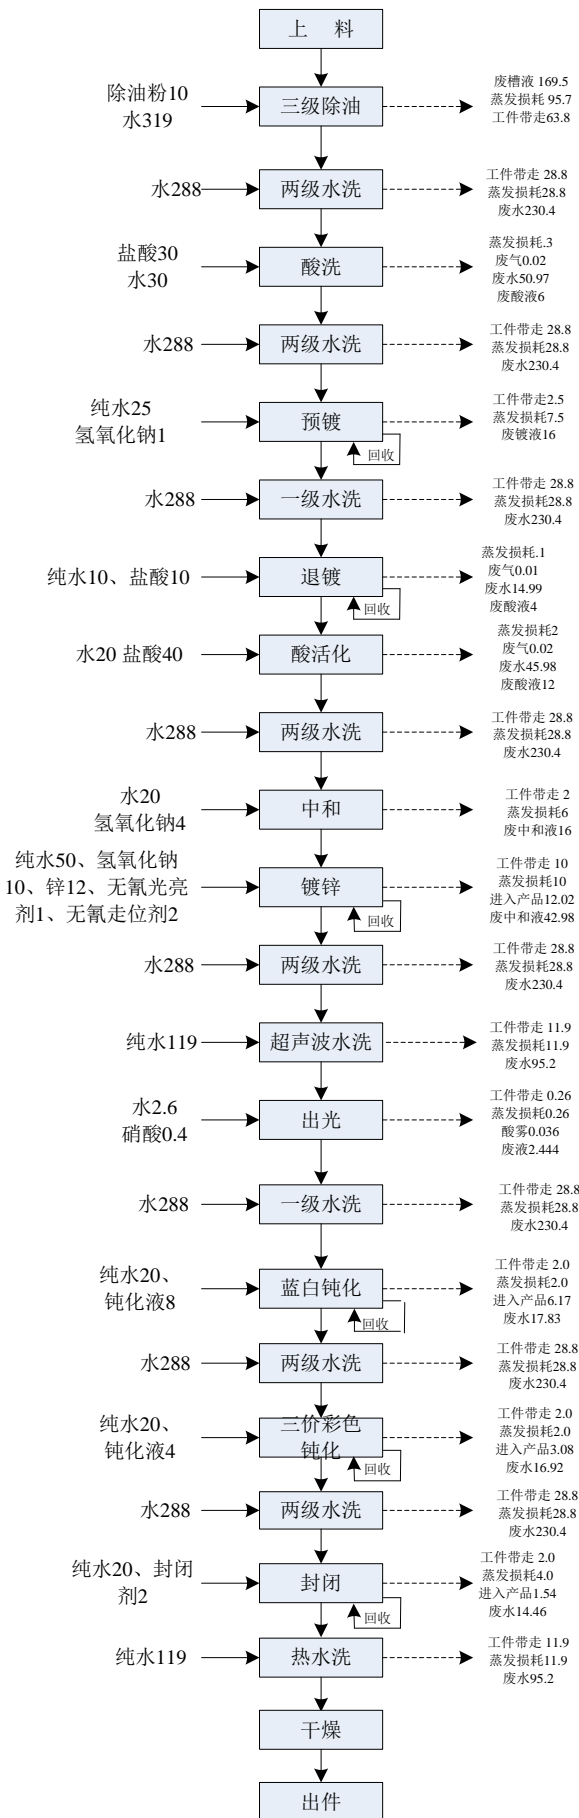 上 料
除油粉10
水319
三级除油
废槽液 169.5
蒸发损耗 95.7
工件带走63.8
水288
两级水洗
工件带走 28.8
蒸发损耗28.8
废水230.4
盐酸30
水30
酸洗
蒸发损耗.3
废气0.02
废水50.97
废酸液6
水288
两级水洗
工件带走 28.8
蒸发损耗28.8
废水230.4
纯水25
氢氧化钠1
预镀
回收
工件带走2.5
蒸发损耗7.5
废镀液16
水288
一级水洗
工件带走 28.8
蒸发损耗28.8
废水230.4
纯水10、盐酸10
退镀
回收
蒸发损耗.1
废气0.01
废水14.99
废酸液4
水20 盐酸40
酸活化
蒸发损耗2
废气0.02
废水45.98
废酸液12
水288
两级水洗
工件带走 28.8
蒸发损耗28.8
废水230.4
水20
氢氧化钠4
中和
工件带走 2
蒸发损耗6
废中和液16
纯水50、氢氧化钠
10、锌12、无氰光亮
剂1、无氰走位剂2
镀锌
回收
工件带走 10
蒸发损耗10
进入产品12.02
废中和液42.98
水288
两级水洗
工件带走 28.8
蒸发损耗28.8
废水230.4
纯水119
超声波水洗
工件带走 11.9
蒸发损耗11.9
废水95.2
水2.6
硝酸0.4
出光
工件带走 0.26
蒸发损耗0.26
酸雾0.036
废液2.444
水288
一级水洗
工件带走 28.8
蒸发损耗28.8
废水230.4
纯水20、
钝化液8
蓝白钝化
回收
工件带走 2.0
蒸发损耗2.0
进入产品6.17
废水17.83
水288
两级水洗
工件带走 28.8
蒸发损耗28.8
废水230.4
纯水20、
钝化液4
三价彩色
钝化
回收
工件带走 2.0
蒸发损耗2.0
进入产品3.08
废水16.92
水288
两级水洗
工件带走 28.8
蒸发损耗28.8
废水230.4
纯水20、封闭
剂2
封闭
回收
工件带走 2.0
蒸发损耗4.0
进入产品1.54
废水14.46
纯水119
热水洗
工件带走 11.9
蒸发损耗11.9
废水95.2
干燥
出件